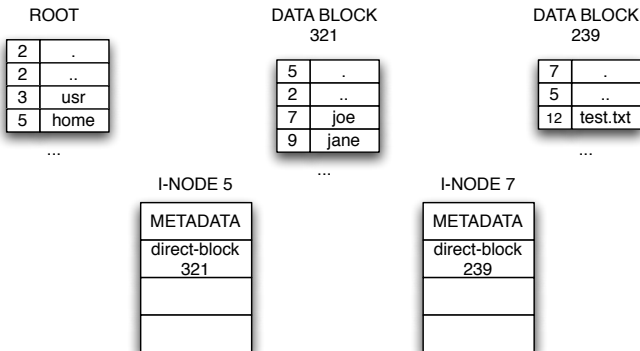 ROOT
2 .
2 ..
3 usr
5 home
...
DATA BLOCK
321
5 .
2 ..
7 joe
9 jane
...
DATA BLOCK
239
7 .
5 ..
12 test.txt
...
I-NODE 5
METADATA
direct-block
321
I-NODE 7
METADATA
direct-block
239